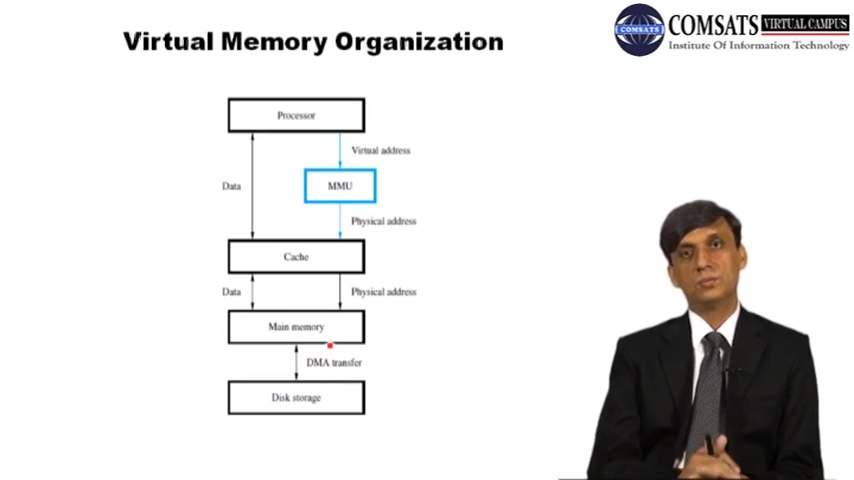 Virtual Memory Organization
COMSATS
COMSATS VIRTUAL CAMPUS
Institute Of Information Technology
Processor
Virtual address
Data
MMU
Physical address
Cache
Data
Physical address
Main memory
DMA transfer
Disk storage